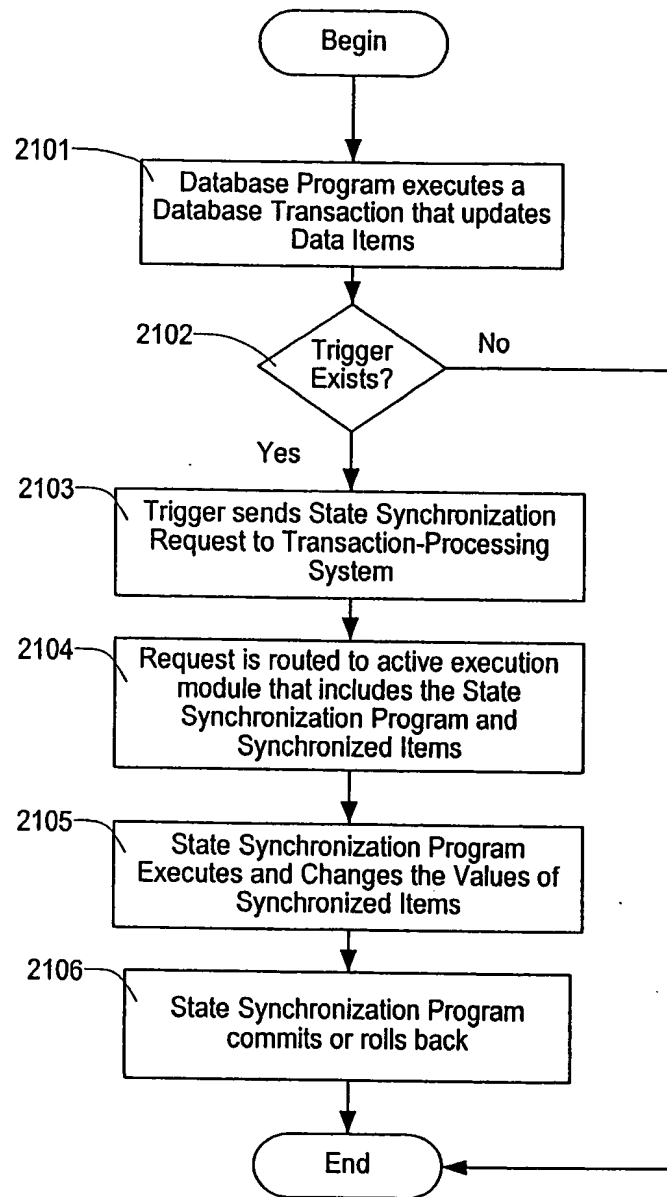 Begin
2101
Database Program executes a
Database Transaction that updates
Data Items
2102
Trigger
Exists?
No
Yes
2103
Trigger sends State Synchronization
Request to Transaction-Processing
System
2104
Request is routed to active execution
module that includes the State
Synchronization Program and
Synchronized Items
2105
State Synchronization Program
Executes and Changes the Values of
Synchronized Items
2106
State Synchronization Program
commits or rolls back
End